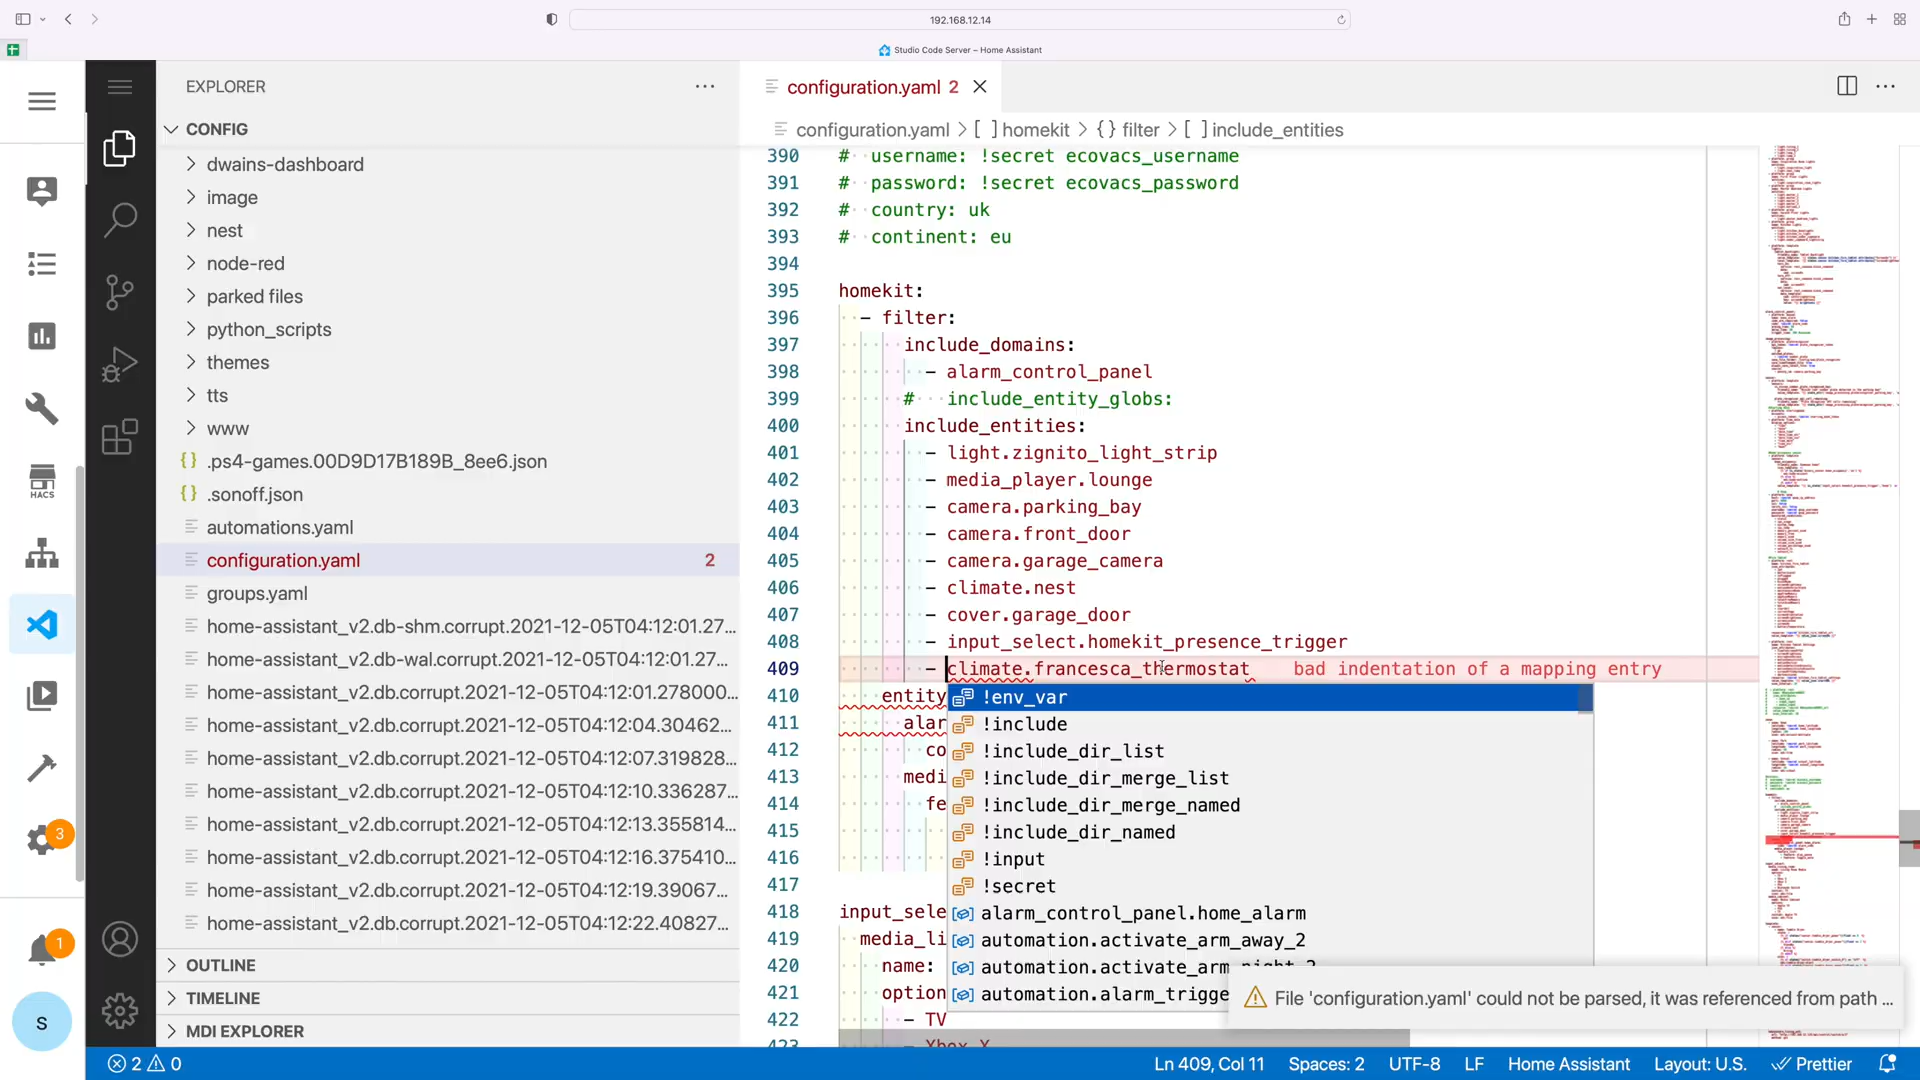 192.168.12.14
Studio Code Server – Home Assistant
EXPLORER
CONFIG
dwains-dashboard
image
nest
node-red
parked files
python_scripts
themes
tts
www
{} .ps4-games.00D9D17B189B_8ee6.json
{} .sonoff.json
automations.yaml
configuration.yaml 2
groups.yaml
home-assistant_v2.db-shm.corrupt.2021-12-05T04:12:01.27...
home-assistant_v2.db-wal.corrupt.2021-12-05T04:12:01.27...
home-assistant_v2.db.corrupt.2021-12-05T04:12:01.278000...
home-assistant_v2.db.corrupt.2021-12-05T04:12:04.30462...
home-assistant_v2.db.corrupt.2021-12-05T04:12:07.319828...
home-assistant_v2.db.corrupt.2021-12-05T04:12:10.336287...
home-assistant_v2.db.corrupt.2021-12-05T04:12:13.355814...
home-assistant_v2.db.corrupt.2021-12-05T04:12:16.375410...
home-assistant_v2.db.corrupt.2021-12-05T04:12:19.39067...
home-assistant_v2.db.corrupt.2021-12-05T04:12:22.40827...
OUTLINE
TIMELINE
MDI EXPLORER
HACS
3
1
S
configuration.yaml 2
configuration.yaml > [ ] homekit > {} filter > [ ] include_entities
390 # username: !secret ecovacs_username
391 # password: !secret ecovacs_password
392 # country: uk
393 # continent: eu
394
395 homekit:
396 - filter:
397 include_domains:
398 - alarm_control_panel
399 # include_entity_globs:
400 include_entities:
401 - light.zignito_light_strip
402 - media_player.lounge
403 - camera.parking_bay
404 - camera.front_door
405 - camera.garage_camera
406 - climate.nest
407 - cover.garage_door
408 - input_select.homekit_presence_trigger
409 - climate.francesca_thermostat bad indentation of a mapping entry
410 entity
411 alar
412 co
413 medi
414 fe
415
416
417
418 input_sele
419 media_li
420 name:
421 option
422 - TV
423 - Xbox X
!env_var
!include
!include_dir_list
!include_dir_merge_list
!include_dir_merge_named
!include_dir_named
!input
!secret
alarm_control_panel.home_alarm
automation.activate_arm_away_2
automation.activate_arm_night_2
automation.alarm_trigge
File 'configuration.yaml' could not be parsed, it was referenced from path ...
2 0
Ln 409, Col 11 Spaces: 2 UTF-8 LF Home Assistant Layout: U.S. Prettier